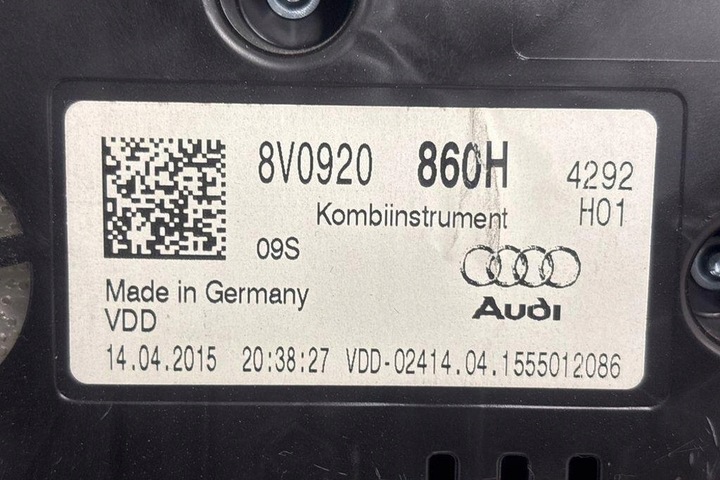 8V0920 860H 4292
Kombiinstrument H01
09S
Audi
Made in Germany
VDD
14.04.2015 20:38:27 VDD-02414.04.1555012086